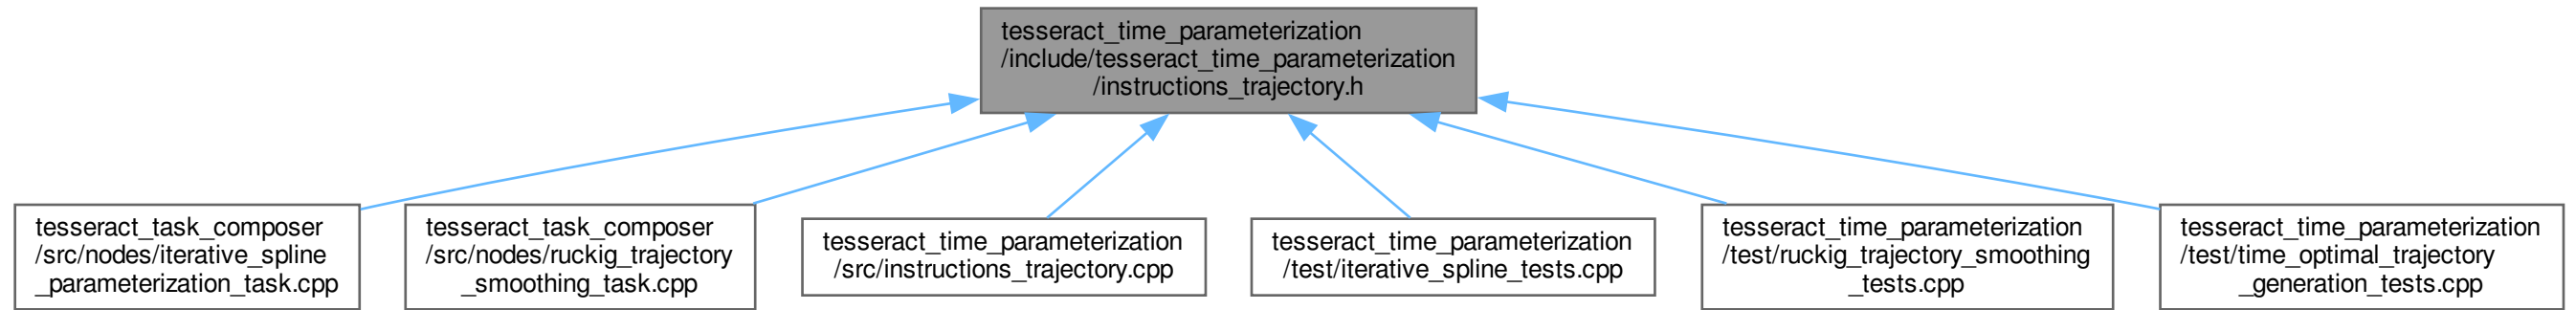 tesseract_time_parameterization
/include/tesseract_time_parameterization
/instructions_trajectory.h
tesseract_task_composer
/src/nodes/iterative_spline
_parameterization_task.cpp
tesseract_task_composer
/src/nodes/ruckig_trajectory
_smoothing_task.cpp
tesseract_time_parameterization
/src/instructions_trajectory.cpp
tesseract_time_parameterization
/test/iterative_spline_tests.cpp
tesseract_time_parameterization
/test/ruckig_trajectory_smoothing
_tests.cpp
tesseract_time_parameterization
/test/time_optimal_trajectory
_generation_tests.cpp